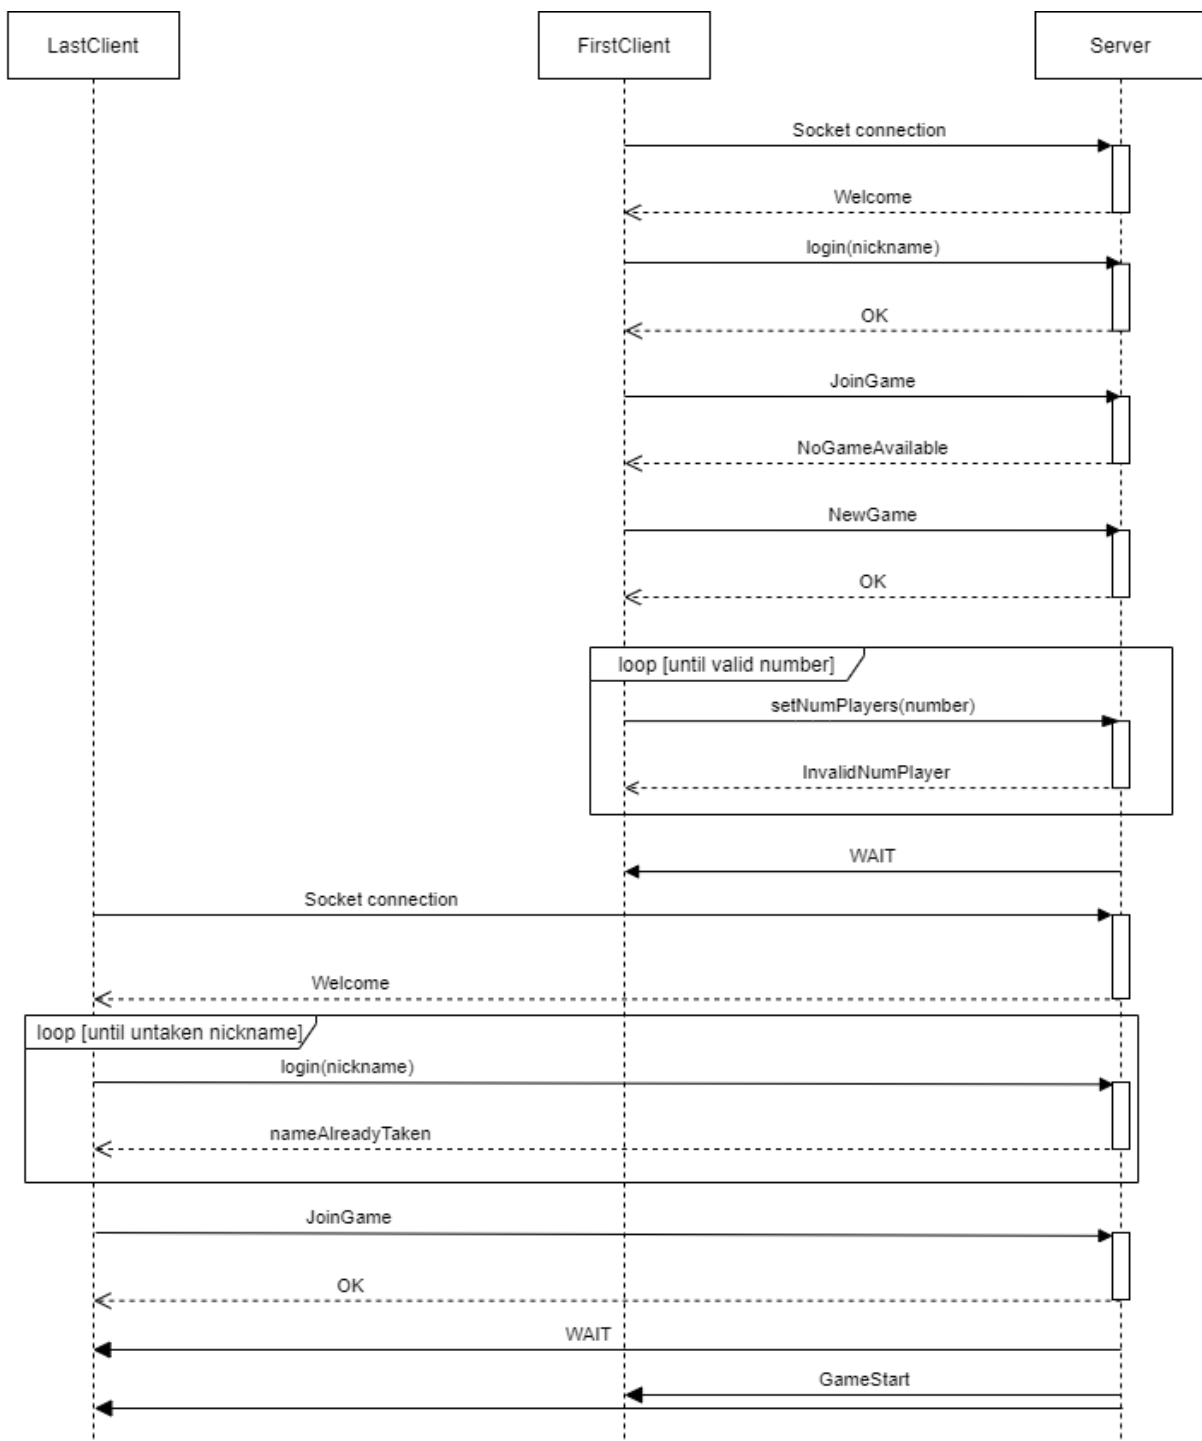 LastClient
FirstClient
Server
Socket connection
Welcome
login(nickname)
OK
JoinGame
NoGameAvailable
NewGame
OK
loop [until valid number]
setNumPlayers(number)
InvalidNumPlayer
WAIT
Socket connection
Welcome
loop [until untaken nickname]
login(nickname)
nameAlreadyTaken
JoinGame
OK
WAIT
GameStart